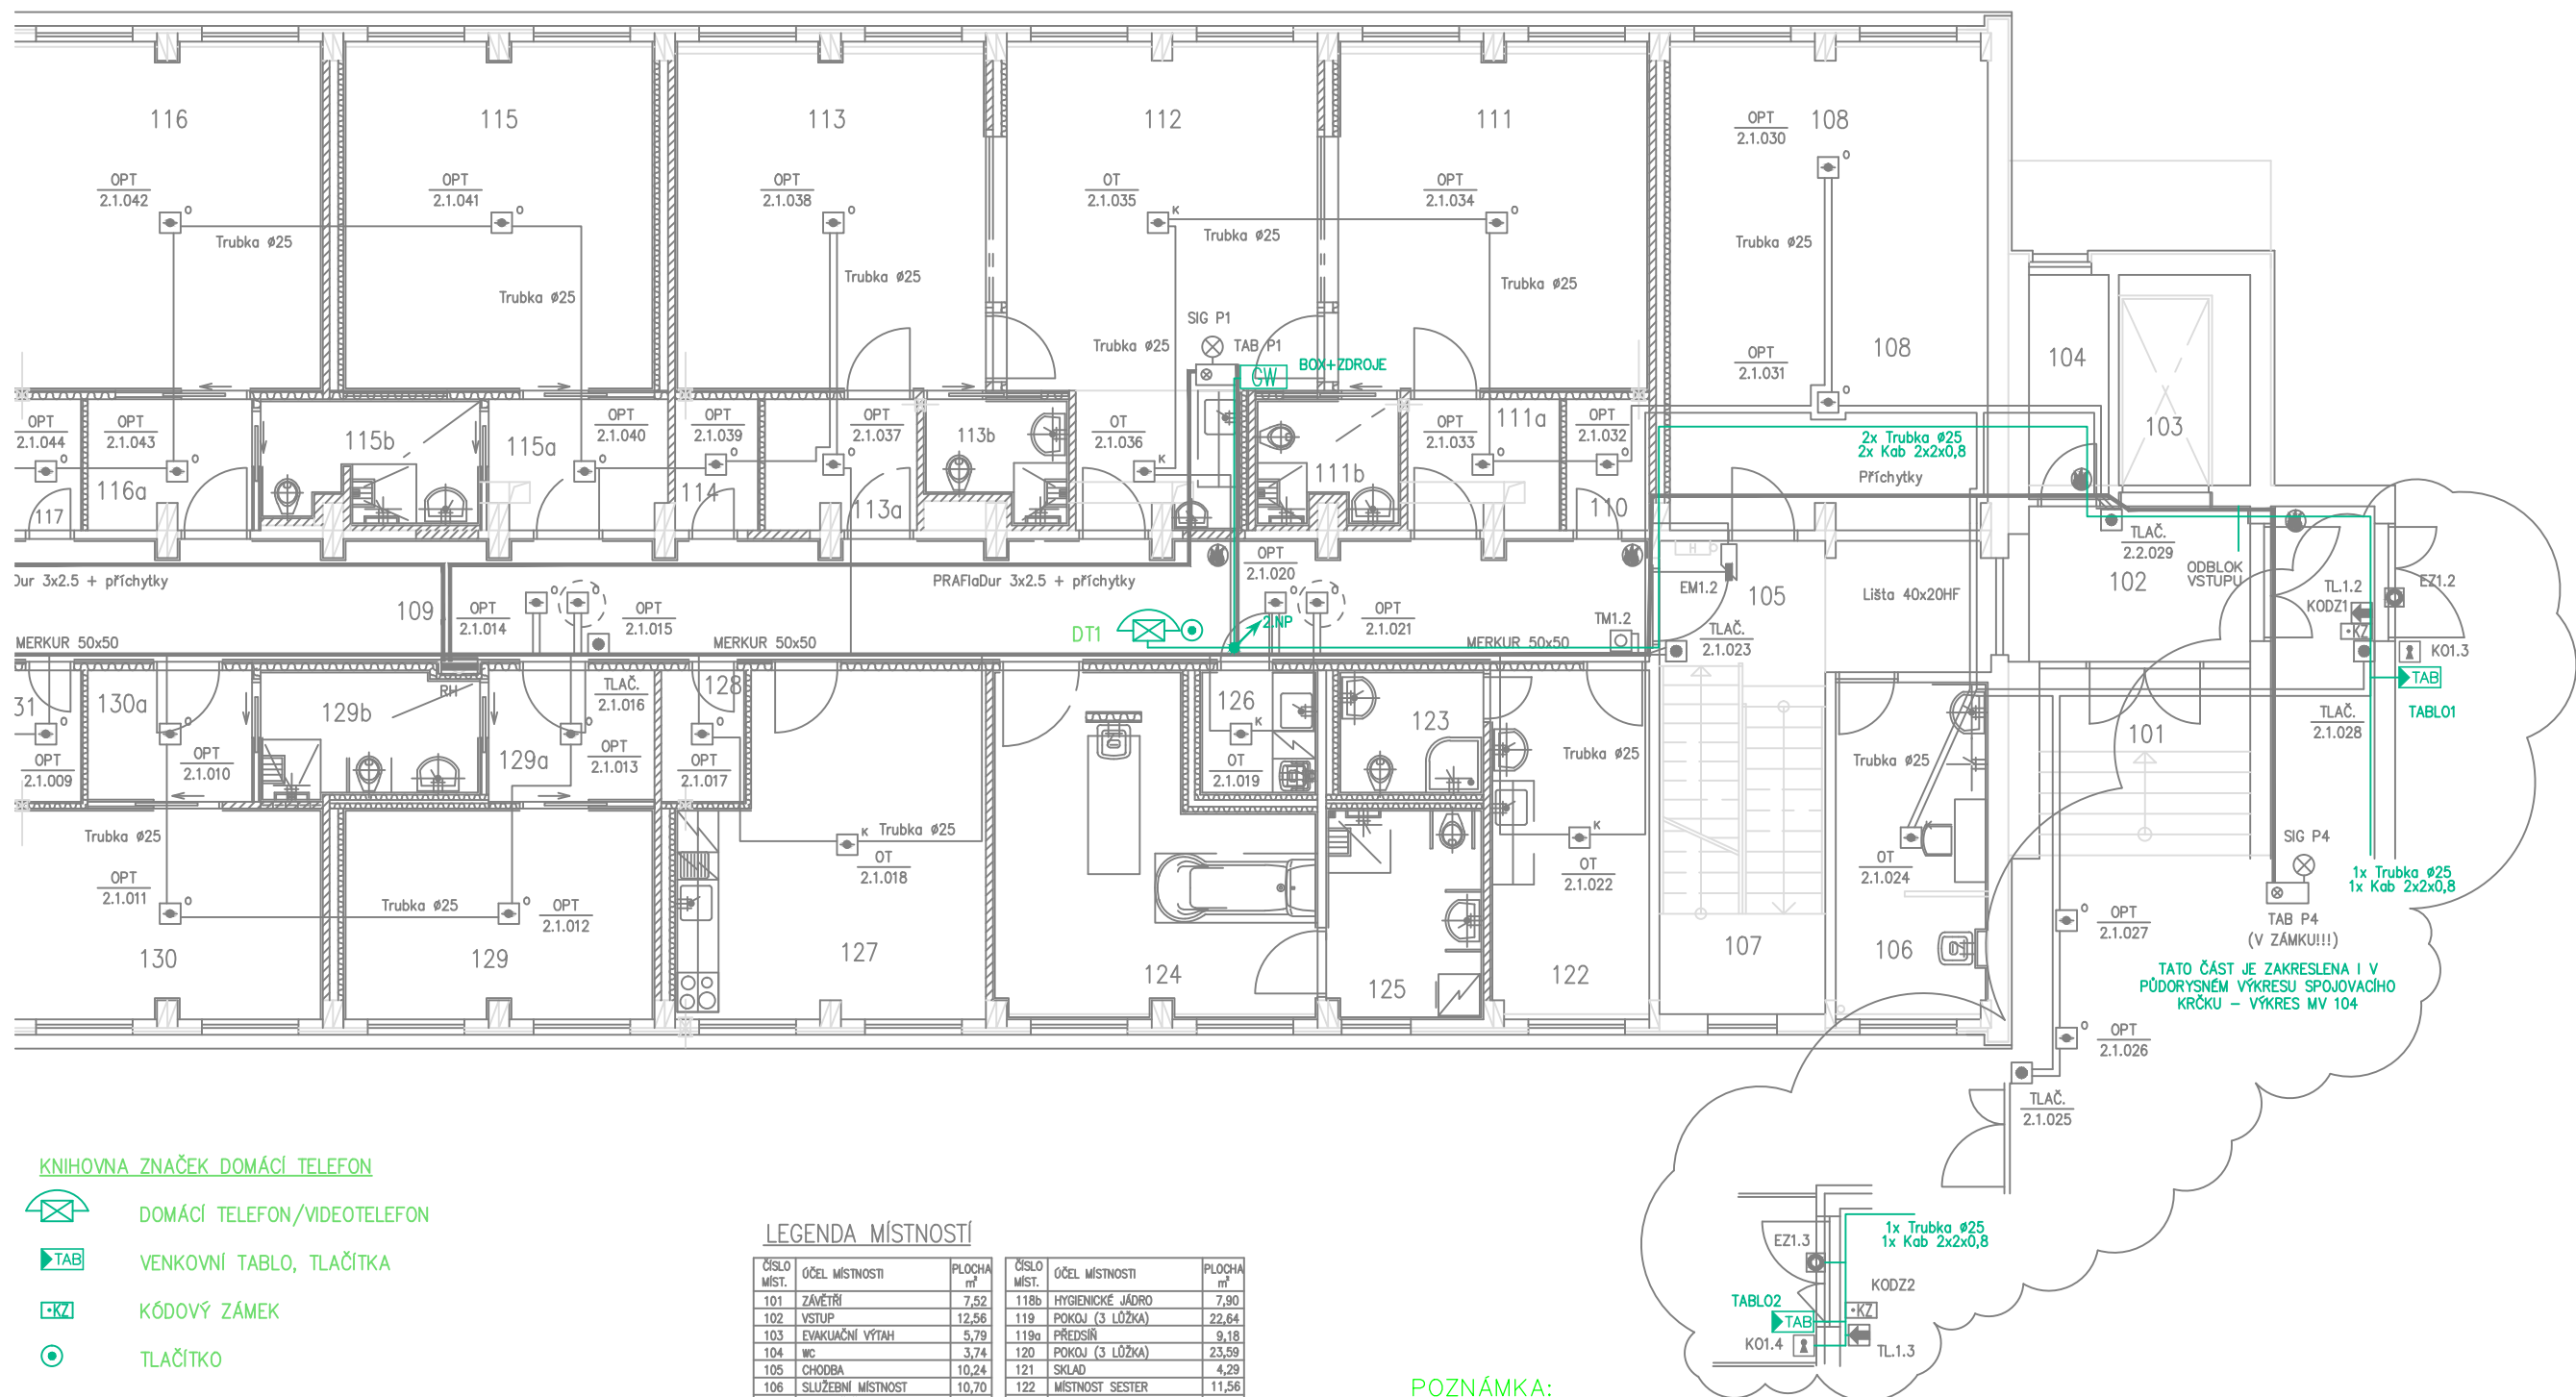 116
115
113
112
111
OPT
2.1.030
108
OPT
2.1.042
OPT
2.1.041
OPT
2.1.038
OT
2.1.035
OPT
2.1.034
O
O
O
K
O
O
Trubka ø25
Trubka ø25
Trubka ø25
Trubka ø25
Trubka ø25
Trubka ø25
Trubka ø25
SIG P1
TAB P1
Trubka ø25
GW
BOX+ZDROJE
OPT
2.1.031
108
104
103
O
OPT
2.1.044
OPT
2.1.043
115b
115a
OPT
2.1.040
OPT
2.1.039
OPT
2.1.037
113b
OT
2.1.036
OPT
2.1.033
111a
OPT
2.1.032
2x Trubka ø25
2x Kab 2x2x0,8
Příchytky
O
O
O
O
O
K
O
O
117
116a
114
113a
111b
110
TLAČ.
2.2.029
102
ODBLOK
VSTUPU
OPT
2.1.020
H
EM1.2
105
Lišta 40x20HF
TL.1.2
KODZ1
EZ1.2
KZ
Dur 3x2.5 + příchytky
PRAFlaDur 3x2.5 + příchytky
109
OPT
2.1.014
O
O
OPT
2.1.015
DT1
2.NP
O
O
OPT
2.1.021
TM1.2
TLAČ.
2.1.023
K01.3
TAB
TABLO1
MERKUR 50x50
MERKUR 50x50
MERKUR 50x50
RH
31
130a
129b
129a
TLAČ.
2.1.016
128
126
123
TLAČ.
2.1.028
101
O
O
O
O
K
OPT
2.1.009
OPT
2.1.010
OPT
2.1.013
OPT
2.1.017
OT
2.1.019
Trubka ø25
Trubka ø25
Trubka ø25
Trubka ø25
Trubka ø25
K
OT
2.1.018
K
OT
2.1.022
K
OT
2.1.024
SIG P4
1x Trubka ø25
1x Kab 2x2x0,8
OPT
2.1.011
O
O
OPT
2.1.012
TAB P4
(V ZÁMKU!!!)
O
OPT
2.1.027
130
129
127
124
125
122
107
106
TATO ČÁST JE ZAKRESLENA I V
PŮDORYSNÉM VÝKRESU SPOJOVACÍHO
KRČKU – VÝKRES MV 104
O
OPT
2.1.026
TLAČ.
2.1.025
KNIHOVNA ZNAČEK DOMÁCÍ TELEFON
DOMÁCÍ TELEFON/VIDEOTELEFON
TAB
VENKOVNÍ TABLO, TLAČÍTKA
KZ
KÓDOVÝ ZÁMEK
TLAČÍTKO
LEGENDA MÍSTNOSTÍ
ČÍSLO MÍST. ÚČEL MÍSTNOSTI PLOCHA m²
101 ZÁVĚTŘÍ 7,52
102 VSTUP 12,56
103 EVAKUAČNÍ VÝTAH 5,79
104 WC 3,74
105 CHODBA 10,24
106 SLUŽEBNÍ MÍSTNOST 10,70
ČÍSLO MÍST. ÚČEL MÍSTNOSTI PLOCHA m²
118b HYGIENICKÉ JÁDRO 7,90
119 POKOJ (3 LŮŽKA) 22,64
119a PŘEDSÍŇ 9,18
120 POKOJ (3 LŮŽKA) 23,59
121 SKLAD 4,29
122 MÍSTNOST SESTER 11,56
1x Trubka ø25
1x Kab 2x2x0,8
EZ1.3
KODZ2
TABLO2
TAB
KZ
K01.4
TL.1.3
POZNÁMKA: